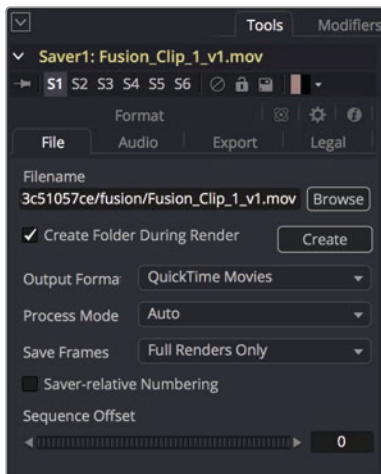 Tools Modifiers
Saver1: Fusion_Clip_1_v1.mov
S1 S2 S3 S4 S5 S6
Format
File Audio Export Legal
Filename
3c51057ce/fusion/Fusion_Clip_1_v1.mov Browse
Create Folder During Render Create
Output Forma QuickTime Movies
Process Mode Auto
Save Frames Full Renders Only
Saver-relative Numbering
Sequence Offset
0